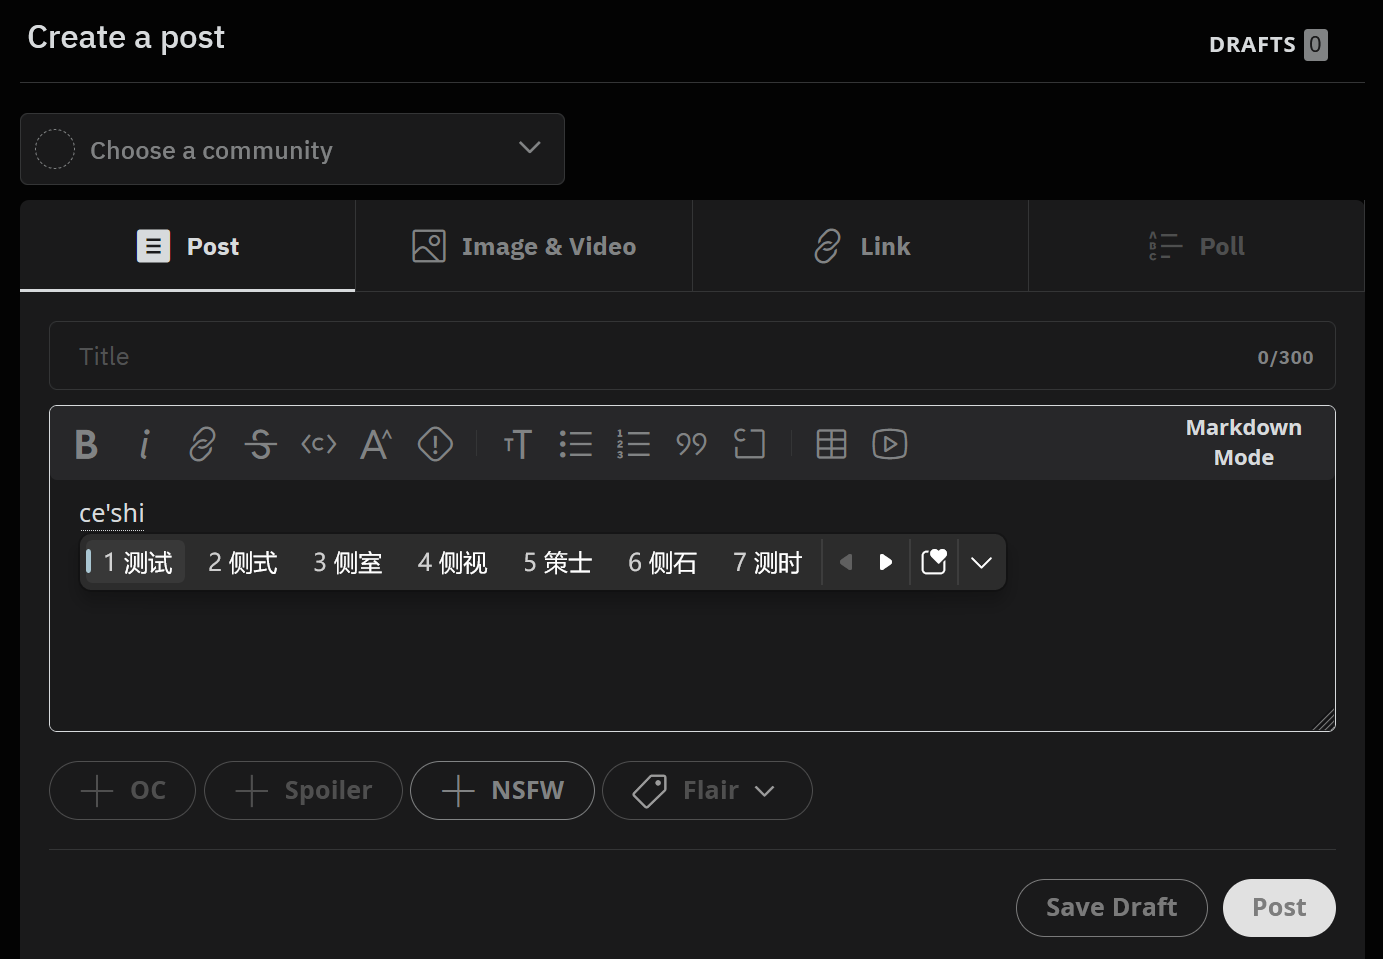 Create a post
DRAFTS 0
Choose a community
Post
Image & Video
Link
Poll
Title
0/300
Markdown Mode
ce'shi
1 测试 2 侧式 3 侧室 4 侧视 5 策士 6 侧石 7 测时
OC
Spoiler
NSFW
Flair
Save Draft
Post